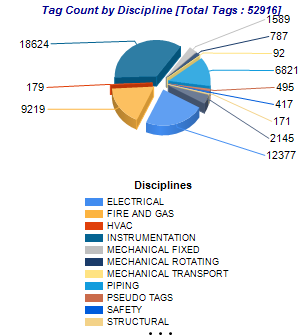 Tag Count by Discipline [Total Tags : 52916]
1589
18624
787
92
6821
179
495
417
9219
171
2145
12377
Disciplines
ELECTRICAL
FIRE AND GAS
HVAC
INSTRUMENTATION
MECHANICAL FIXED
MECHANICAL ROTATING
MECHANICAL TRANSPORT
PIPING
PSEUDO TAGS
SAFETY
STRUCTURAL